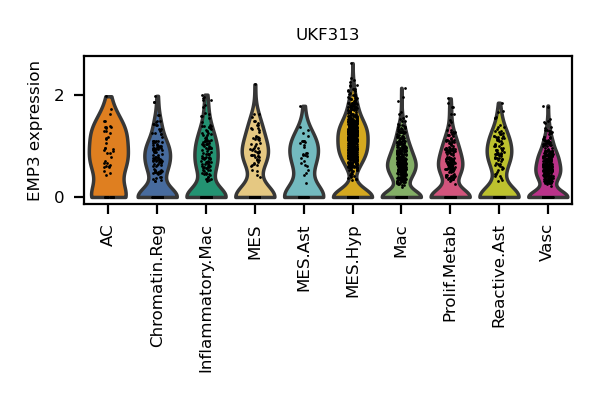 UKF313
EMP3 expression
2
0
AC
Chromatin.Reg
Inflammatory.Mac
MES
MES.Ast
MES.Hyp
Mac
Prolif.Metab
Reactive.Ast
Vasc